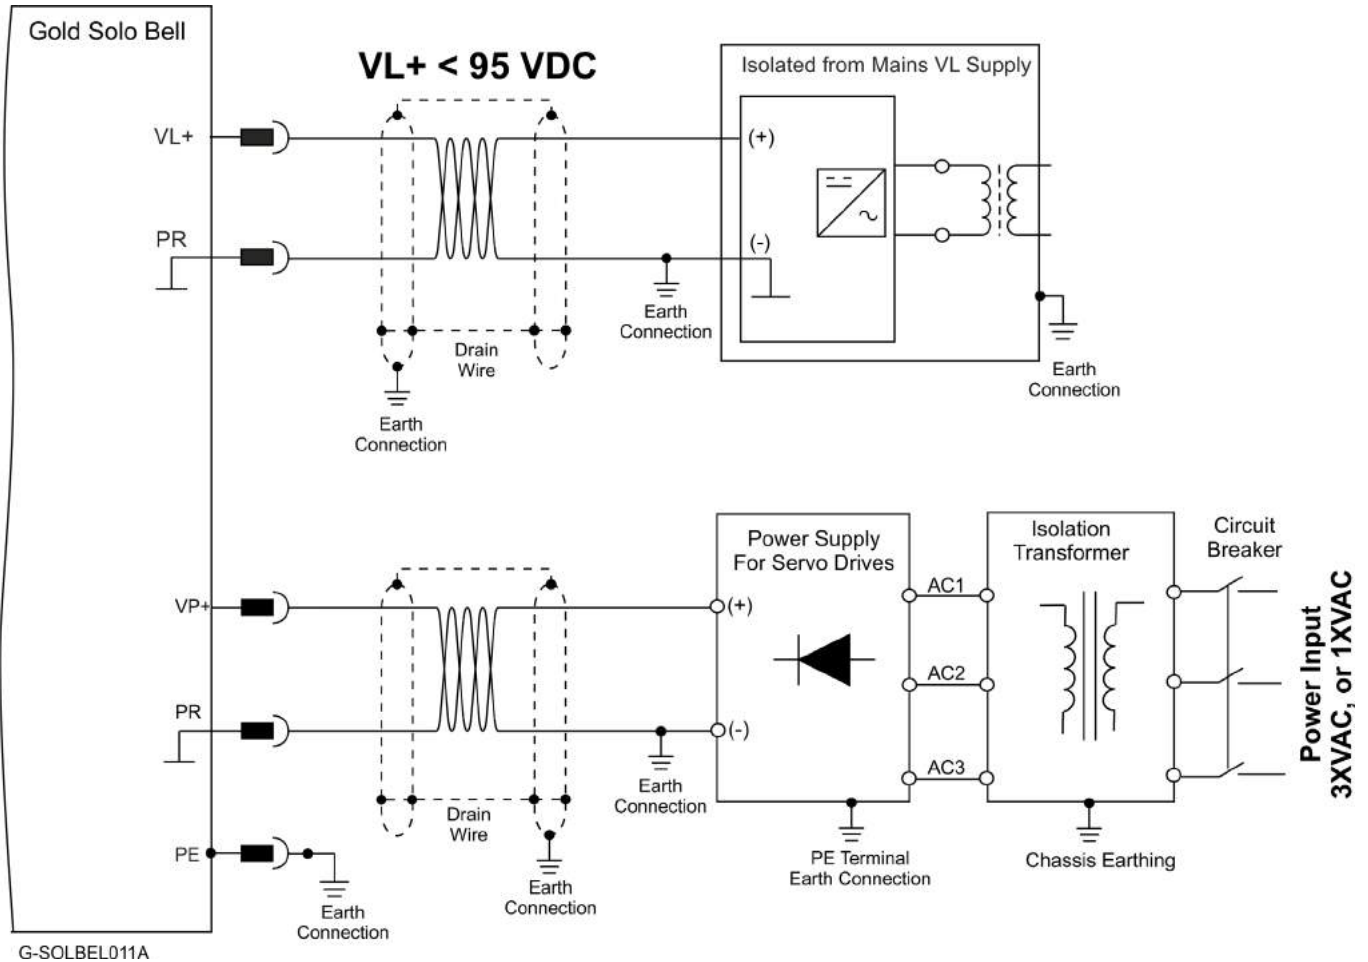 Gold Solo Bell
VL+ < 95 VDC
Isolated from Mains VL Supply
VL+
(+)
PR
(-)
Earth
Connection
Drain
Wire
Earth
Connection
Earth
Connection
Power Supply
For Servo Drives
Isolation
Transformer
Circuit
Breaker
VP+
(+)
AC1
AC2
AC3
Power Input
3XVAC, or 1XVAC
PR
(-)
Earth
Connection
Drain
Wire
PE
PE Terminal
Earth Connection
Chassis Earthing
Earth
Connection
Earth
Connection
G-SOLBEL011A